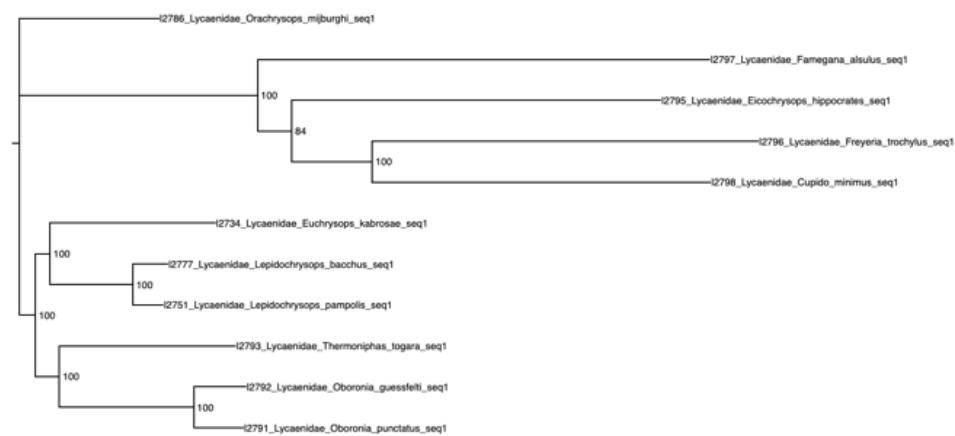 I2786_Lycaenidae_Orachrysops_mijburghi_seq1
I2797_Lycaenidae_Famegana_alsulus_seq1
100
I2795_Lycaenidae_Eicochrysops_hippocrates_seq1
84
I2796_Lycaenidae_Freyeria_trochylus_seq1
100
I2798_Lycaenidae_Cupido_minimus_seq1
I2734_Lycaenidae_Euchrysops_kabrosae_seq1
100
I2777_Lycaenidae_Lepidochrysops_bacchus_seq1
100
I2751_Lycaenidae_Lepidochrysops_pampolis_seq1
100
I2793_Lycaenidae_Thermoniphas_togara_seq1
100
I2792_Lycaenidae_Oboronia_guessfelti_seq1
100
I2791_Lycaenidae_Oboronia_punctatus_seq1